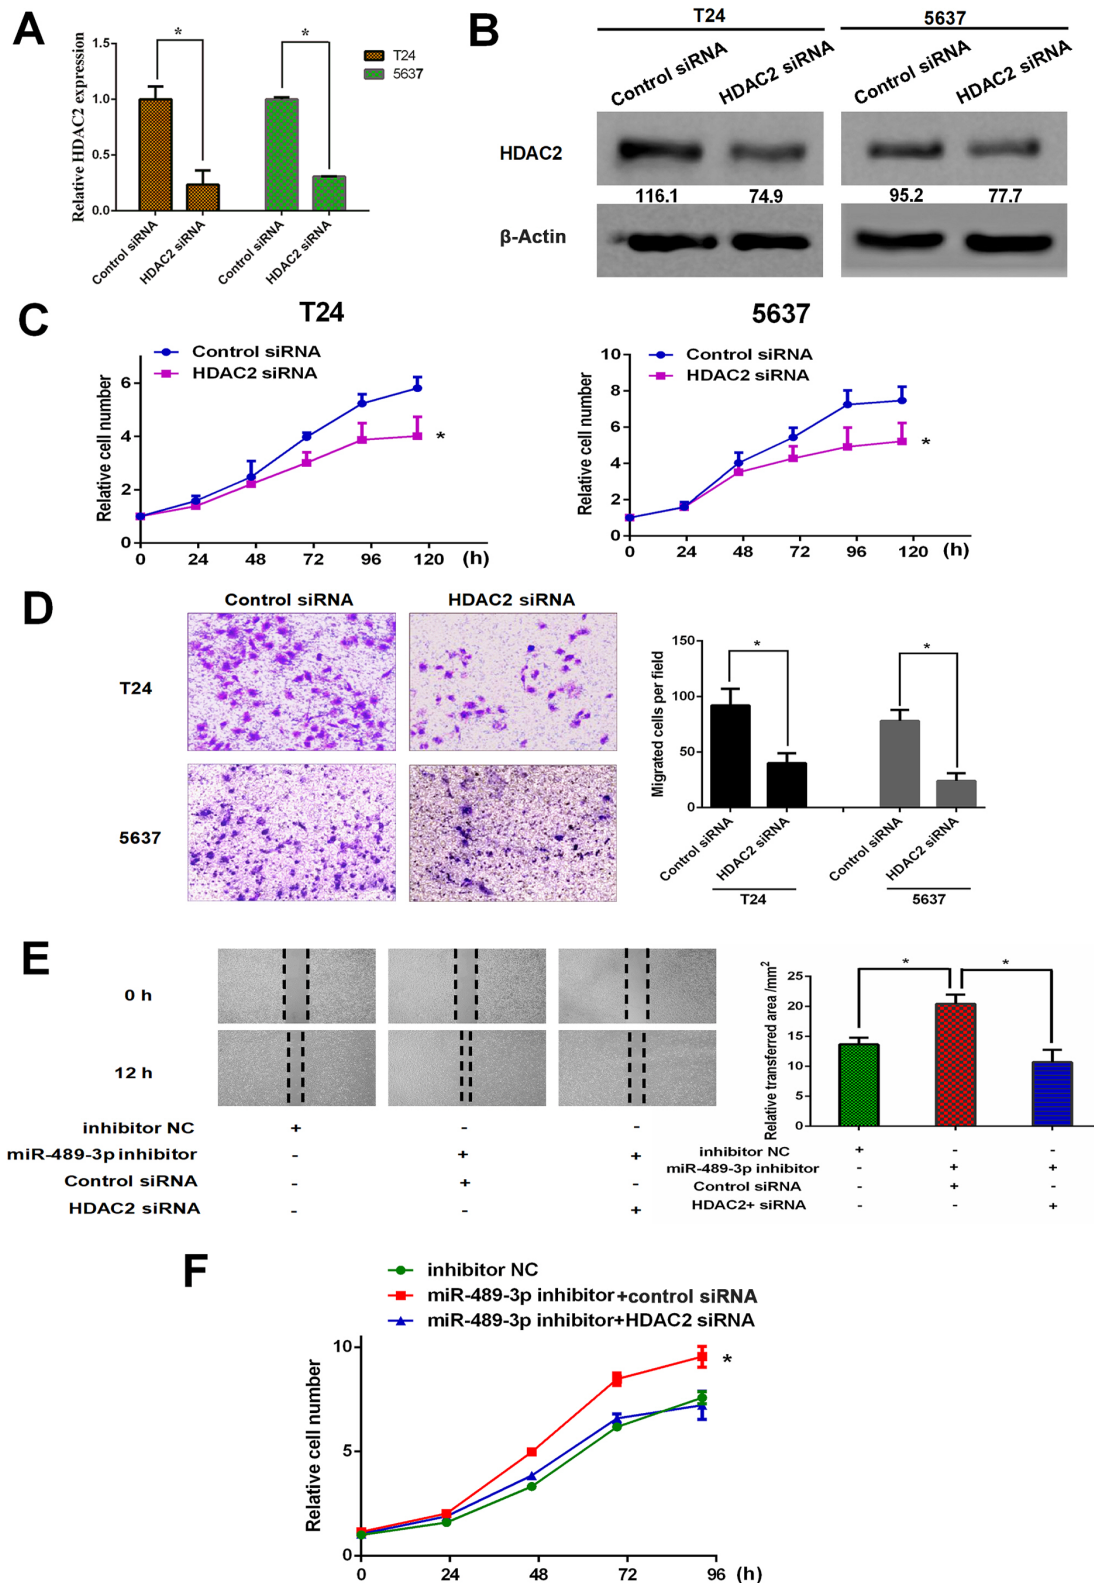 A
Relative HDAC2 expression
1.5
1.0
0.5
0.0
*
*
T24
5637
Control siRNA
HDAC2 siRNA
Control siRNA
HDAC2 siRNA
B
T24
5637
Control siRNA
HDAC2 siRNA
Control siRNA
HDAC2 siRNA
HDAC2
116.1
74.9
95.2
77.7
β-Actin
C
T24
Control siRNA
HDAC2 siRNA
Relative cell number
6
4
2
0
*
0 24 48 72 96 120 (h)
5637
Control siRNA
HDAC2 siRNA
Relative cell number
10
8
6
4
2
0
*
0 24 48 72 96 120 (h)
D
Control siRNA
HDAC2 siRNA
T24
5637
Migrated cells per field
150
100
50
0
*
*
Control siRNA
HDAC2 siRNA
Control siRNA
HDAC2 siRNA
T24
5637
E
0 h
12 h
inhibitor NC + - -
miR-489-3p inhibitor - + +
Control siRNA - + -
HDAC2 siRNA - - +
Relative transferred area /mm2
25
20
15
10
5
0
*
*
inhibitor NC + - -
miR-489-3p inhibitor - + +
Control siRNA - + -
HDAC2+ siRNA - - +
F
inhibitor NC
miR-489-3p inhibitor+control siRNA
miR-489-3p inhibitor+HDAC2 siRNA
Relative cell number
10
5
0
*
0 24 48 72 96 (h)